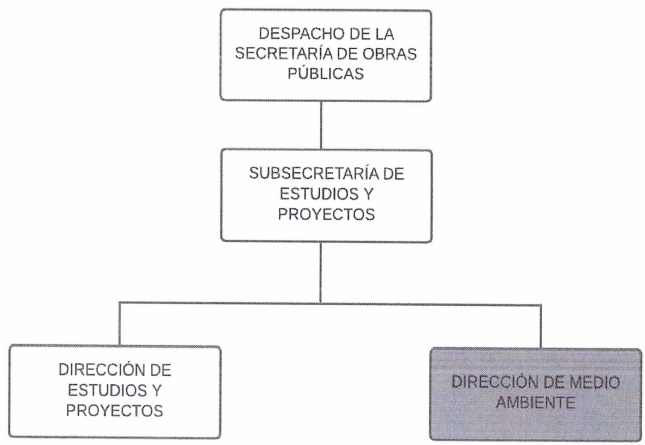 DESPACHO DE LA
SECRETARÍA DE OBRAS
PÚBLICAS
SUBSECRETARÍA DE
ESTUDIOS Y
PROYECTOS
DIRECCIÓN DE
ESTUDIOS Y
PROYECTOS
DIRECCIÓN DE MEDIO
AMBIENTE